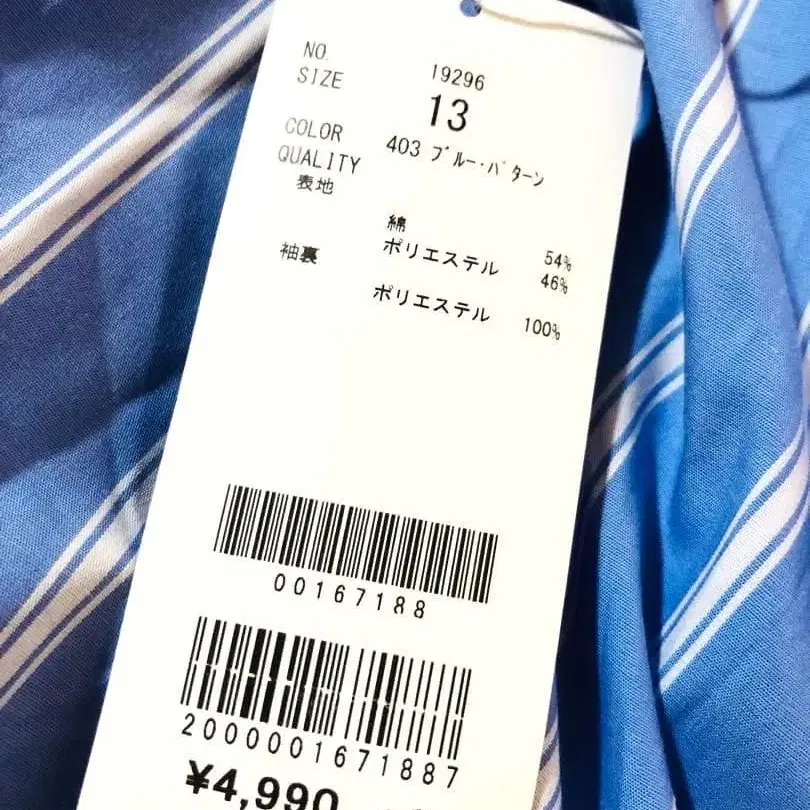 NO. 19296
SIZE 13
COLOR 403 ブルー・パターン
QUALITY
表地
綿 54%
ポリエステル 46%
袖裏
ポリエステル 100%
00167188
2000001671887
¥4,990